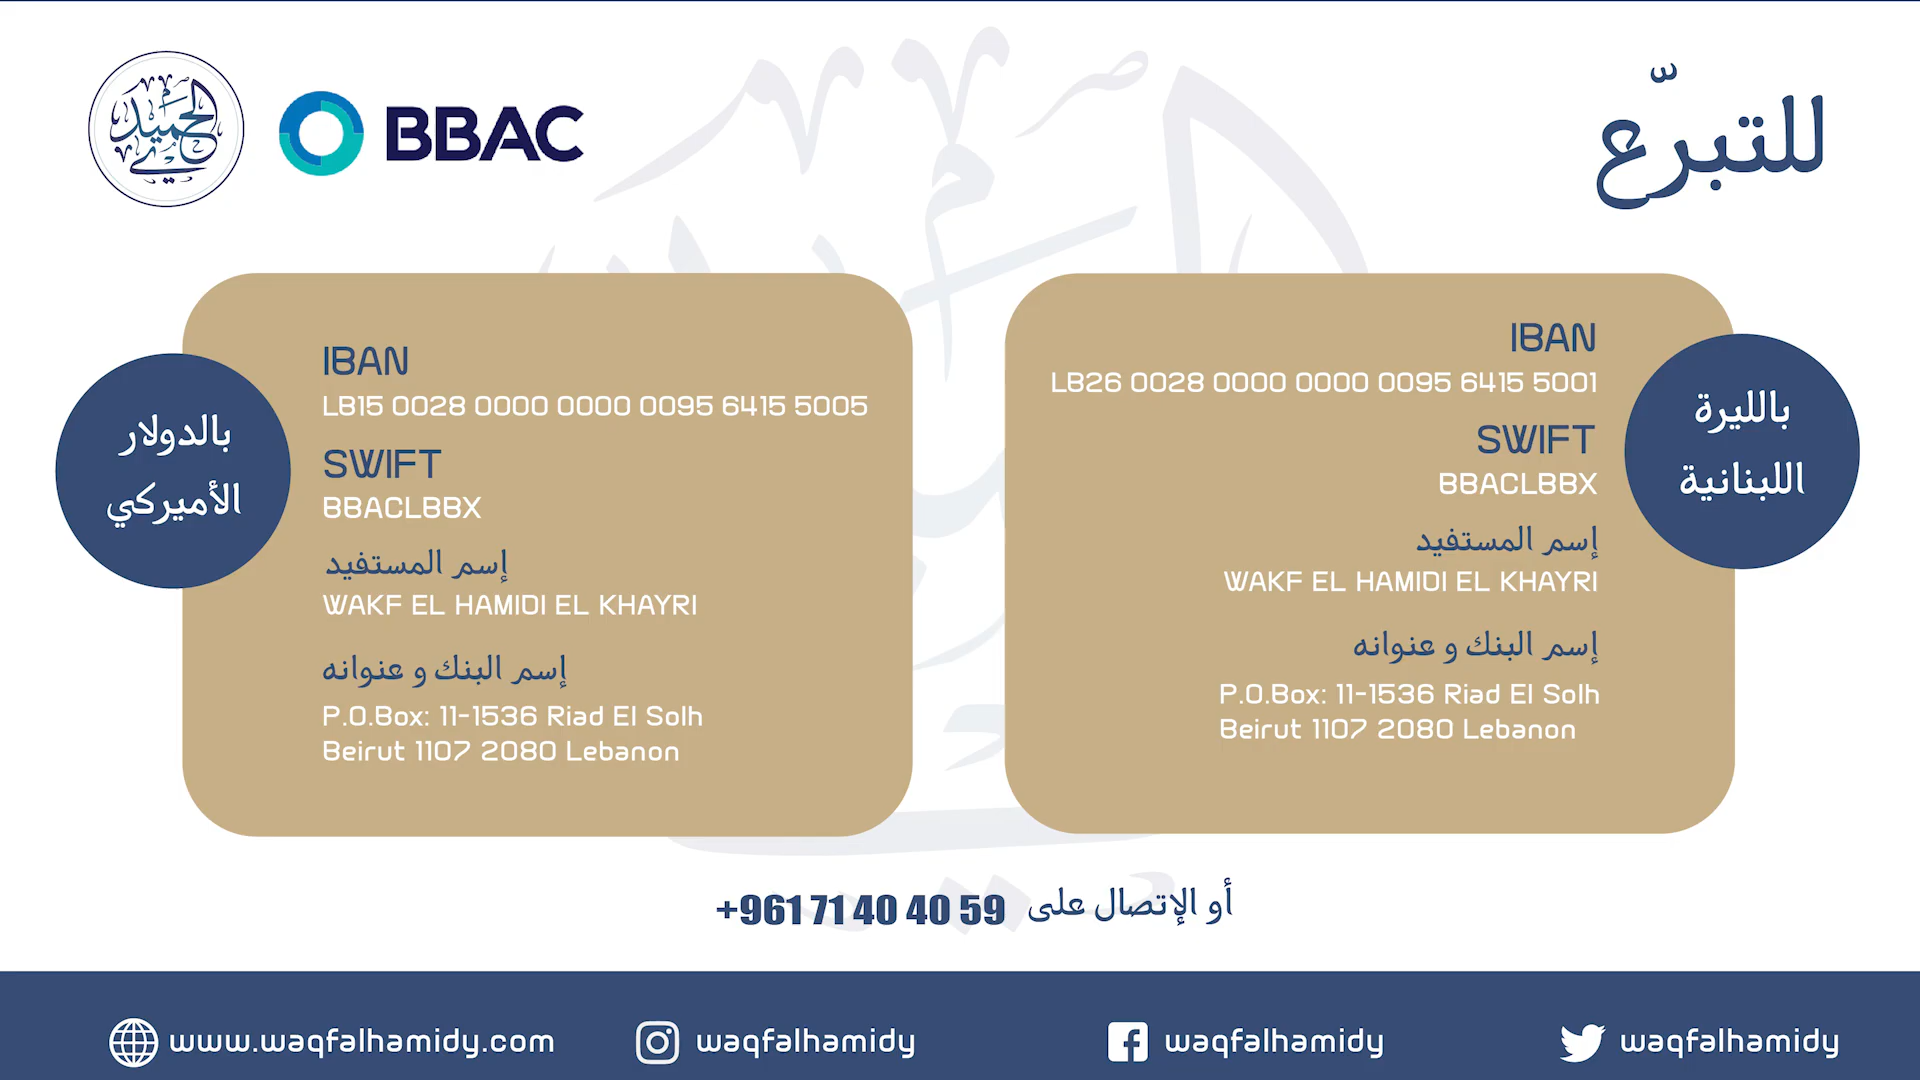 للتبرّع
BBAC
الحميدي
بالليرة
اللبنانية
IBAN
LB26 0028 0000 0000 0095 6415 5001
SWIFT
BBACLBBX
إسم المستفيد
WAKF EL HAMIDI EL KHAYRI
إسم البنك و عنوانه
P.O.Box: 11-1536 Riad El Solh
Beirut 1107 2080 Lebanon
بالدولار
الأميركي
IBAN
LB15 0028 0000 0000 0095 6415 5005
SWIFT
BBACLBBX
إسم المستفيد
WAKF EL HAMIDI EL KHAYRI
إسم البنك و عنوانه
P.O.Box: 11-1536 Riad El Solh
Beirut 1107 2080 Lebanon
أو الإتصال على +961 71 40 40 59
www.waqfalhamidy.com
waqfalhamidy
waqfalhamidy
waqfalhamidy